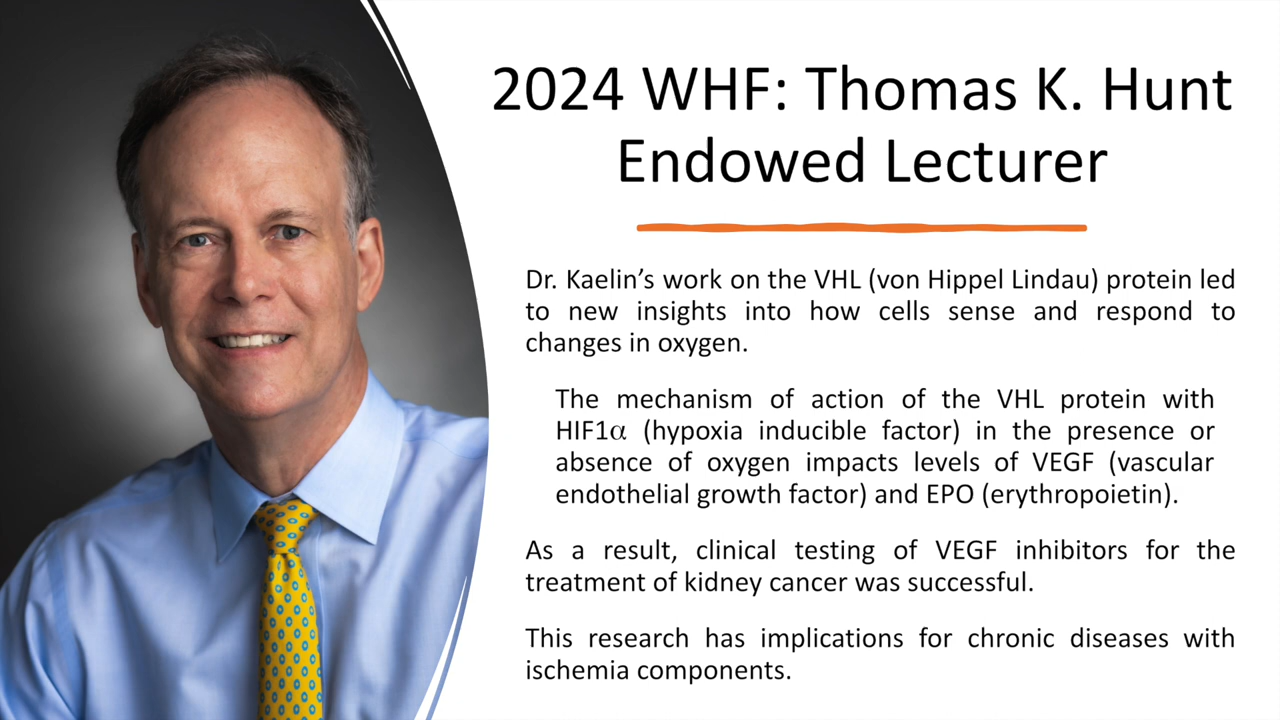 2024 WHF: Thomas K. Hunt
Endowed Lecturer
Dr. Kaelin’s work on the VHL (von Hippel Lindau) protein led
to new insights into how cells sense and respond to
changes in oxygen.
The mechanism of action of the VHL protein with
HIF1α (hypoxia inducible factor) in the presence or
absence of oxygen impacts levels of VEGF (vascular
endothelial growth factor) and EPO (erythropoietin).
As a result, clinical testing of VEGF inhibitors for the
treatment of kidney cancer was successful.
This research has implications for chronic diseases with
ischemia components.